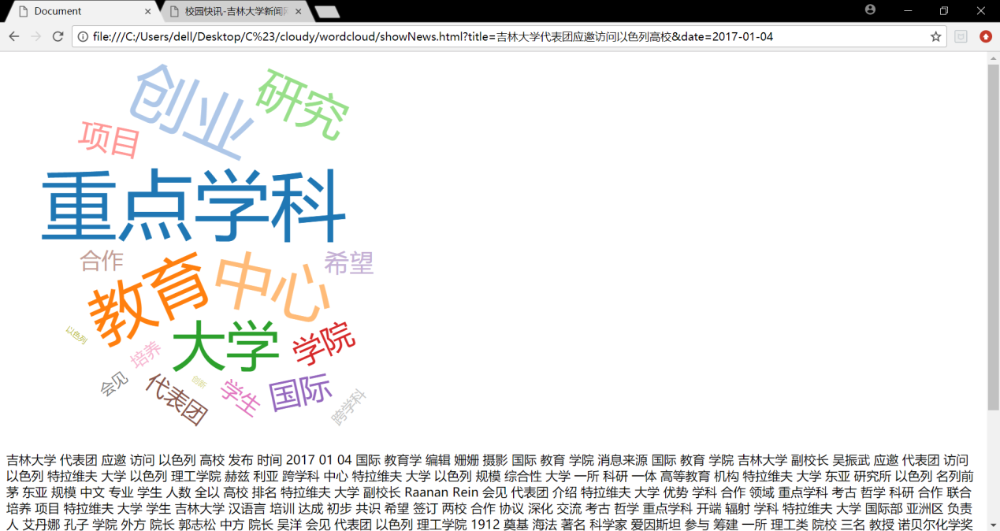 Document
校园快讯-吉林大学新闻网
file:///C:/Users/dell/Desktop/C%23/cloudy/wordcloud/showNews.html?title=吉林大学代表团应邀访问以色列高校&date=2017-01-04
创业
研究
项目
重点学科
合作
教育
中心
希望
以色列
大学
学院
培养
会见
代表团
创新
学生
国际
跨学科
吉林大学 代表团 应邀 访问 以色列 高校 发布 时间 2017 01 04 国际 教育学 编辑 姗姗 摄影 国际 教育 学院 消息来源 国际 教育 学院 吉林大学 副校长 吴振武 应邀 代表团 访问
以色列 特拉维夫 大学 以色列 理工学院 赫兹 利亚 跨学科 中心 特拉维夫 大学 以色列 规模 综合性 大学 一所 科研 一体 高等教育 机构 特拉维夫 大学 东亚 研究所 以色列 名列前
茅 东亚 规模 中文 专业 学生 人数 全以 高校 排名 特拉维夫 大学 副校长 Raanan Rein 会见 代表团 介绍 特拉维夫 大学 优势 学科 合作 领域 重点学科 考古 哲学 科研 合作 联合
培养 项目 特拉维夫 大学 学生 吉林大学 汉语言 培训 达成 初步 共识 希望 签订 两校 合作 协议 深化 交流 考古 哲学 重点学科 开端 辐射 学科 特拉维夫 大学 国际部 亚洲区 负责
人 艾丹娜 孔子 学院 外方 院长 郭志松 中方 院长 吴洋 会见 代表团 以色列 理工学院 1912 奠基 海法 著名 科学家 爱因斯坦 参与 筹建 一所 理工类 院校 三名 教授 诺贝尔化学奖